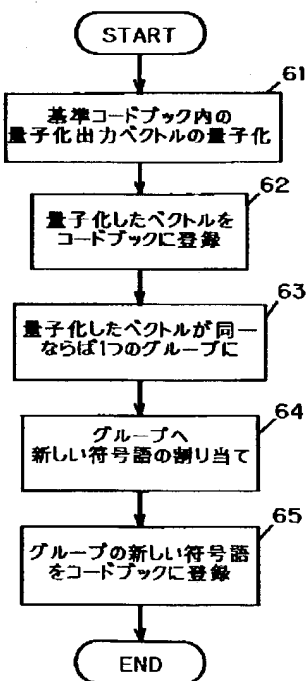 START
61
基準コードブック内の
量子化出力ベクトルの量子化
62
量子化したベクトルを
コードブックに登録
63
量子化したベクトルが同一
ならば1つのグループに
64
グループへ
新しい符号語の割り当て
65
グループの新しい符号語
をコードブックに登録
END